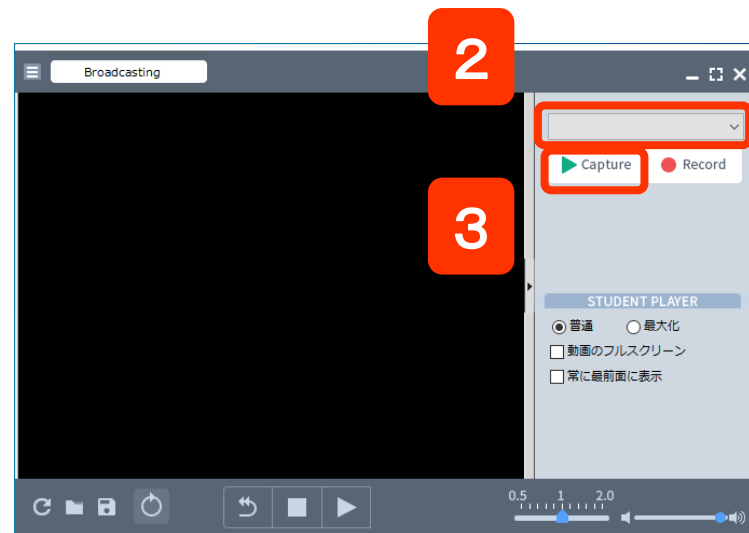 2
Broadcasting
Capture
Record
3
STUDENT PLAYER
普通
最大化
動画のフルスクリーン
常に最前面に表示
0.5 1 2.0